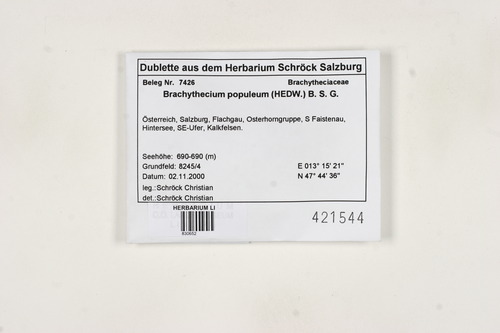 Dublette aus dem Herbarium Schröck Salzburg
Beleg Nr. 7426 Brachytheciaceae
Brachythecium populeum (HEDW.) B. S. G.
Österreich, Salzburg, Flachgau, Osterhorngruppe, S Faistenau,
Hintersee, SE-Ufer, Kalkfelsen.
Seehöhe: 690-690 (m) E 013° 15' 21"
Grundfeld: 8245/4 N 47° 44' 36"
Datum: 02.11.2000
leg.:Schröck Christian
det.:Schröck Christian
HERBARIUM LI
830652
421544